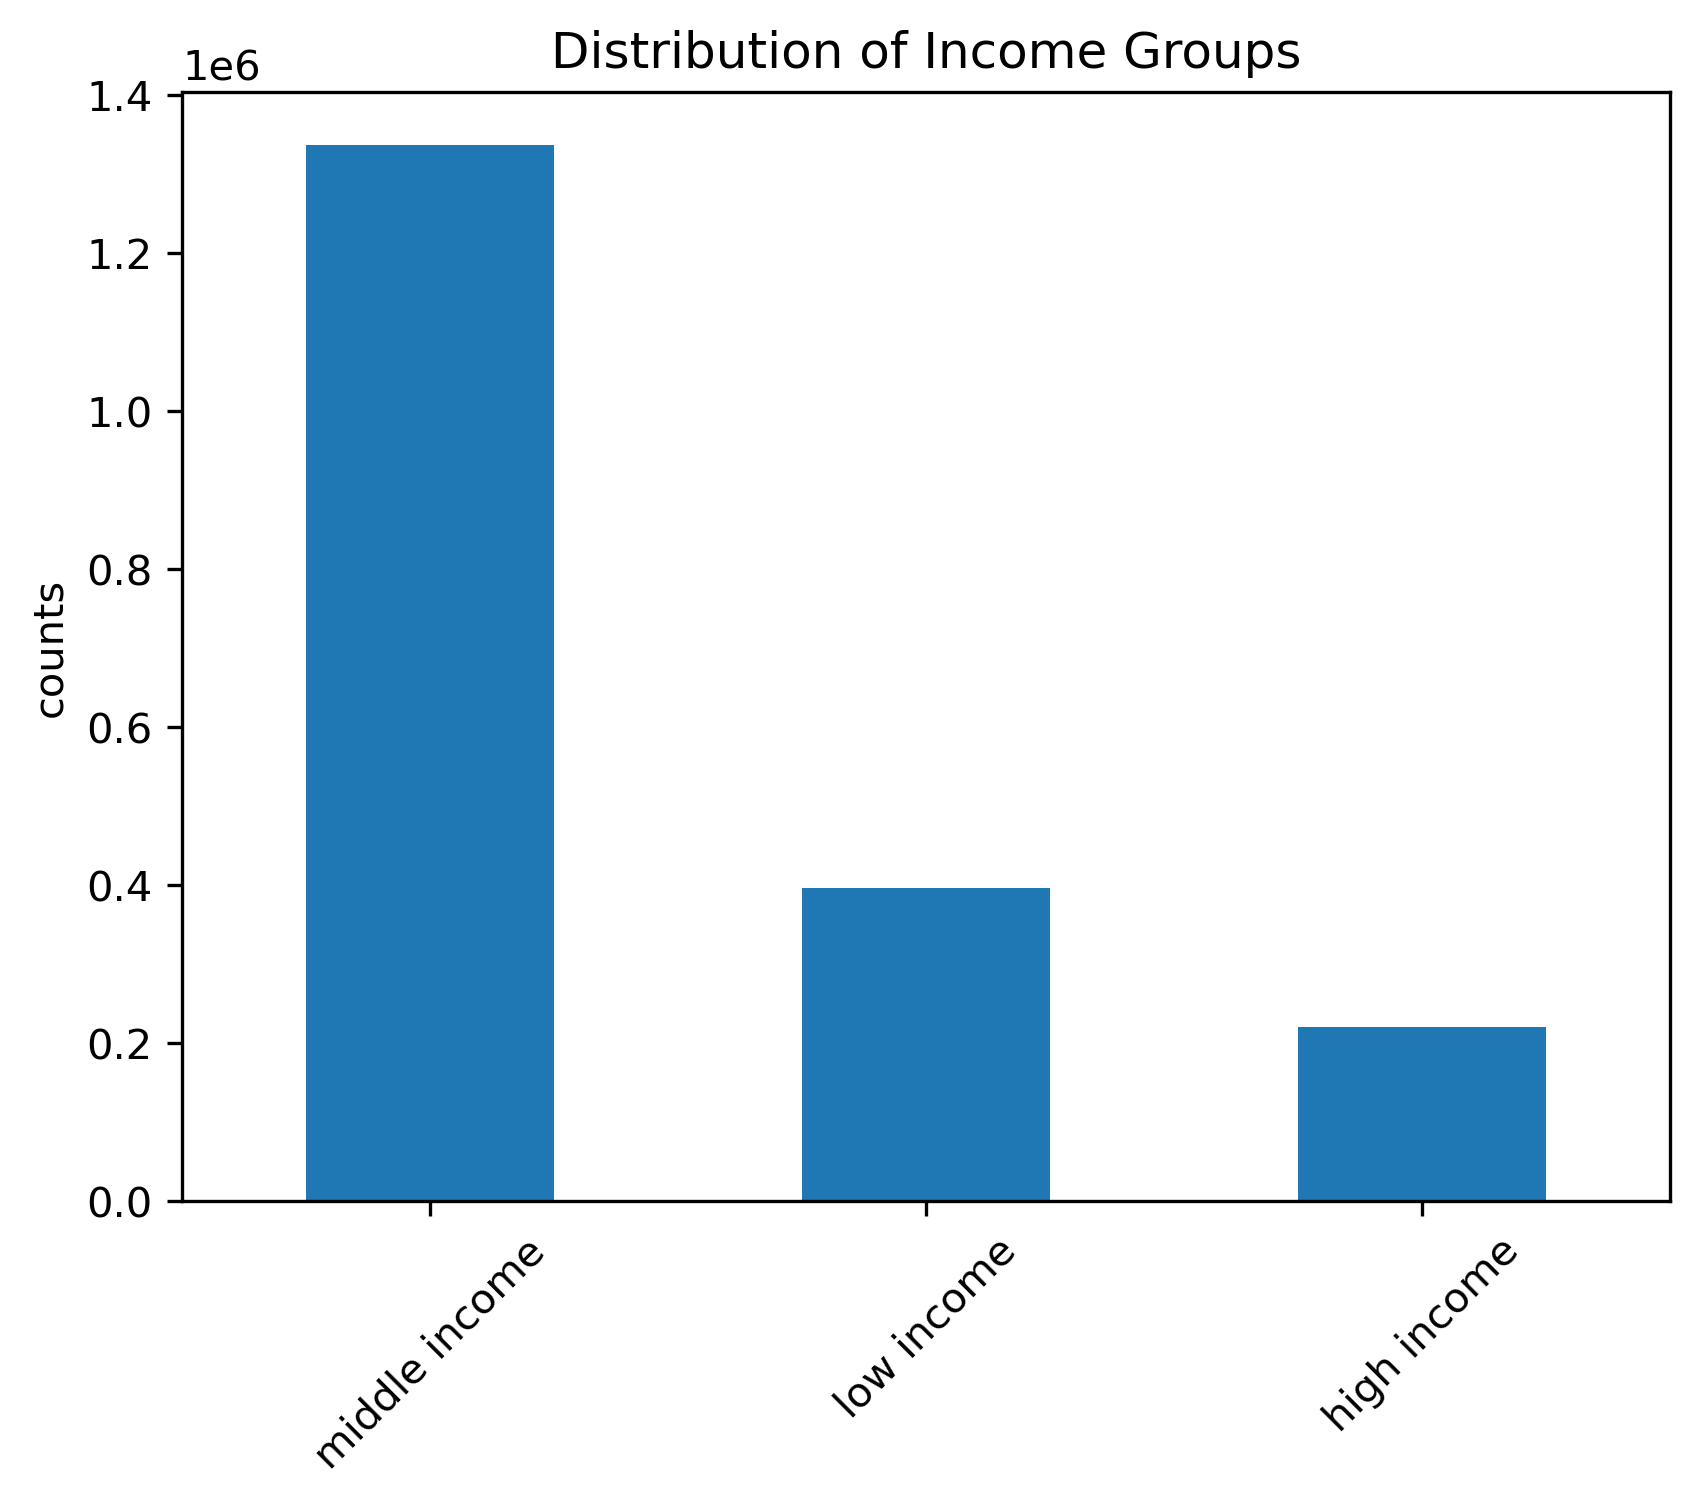 Distribution of Income Groups
1e6
1.4
1.2
1.0
0.8
0.6
0.4
0.2
0.0
counts
middle income
low income
high income